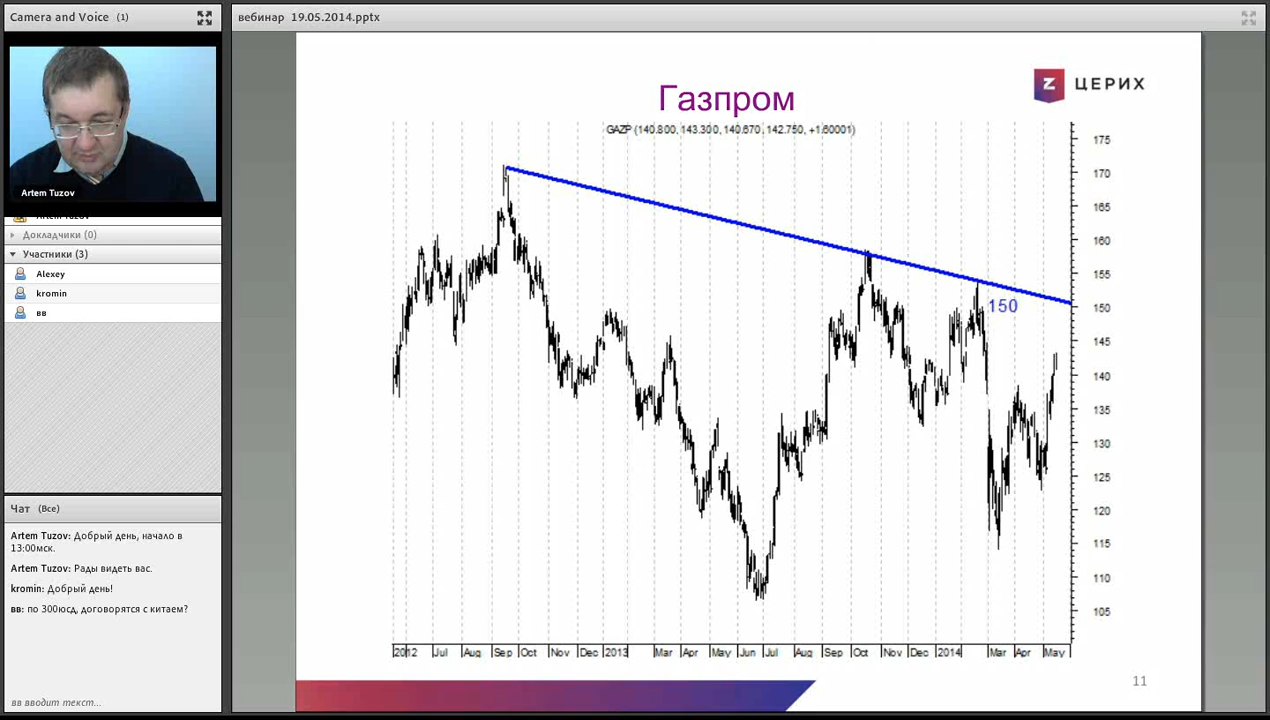 Camera and Voice (1)
Artem Tuzov
Artem Tuzov
Докладчики (0)
Участники (3)
Alexey
kromin
вв
Чат (Все)
Artem Tuzov: Добрый день, начало в
13:00мск.
Artem Tuzov: Рады видеть вас.
kromin: Добрый день!
вв: по 300юсд, договорятся с китаем?
вв вводит текст...
вебинар 19.05.2014.pptx
Z ЦЕРИХ
Газпром
GAZP (140.800, 143.300, 140.670, 142.750, +1.60001)
175
170
165
160
155
150
150
145
140
135
130
125
120
115
110
105
2012 Jul Aug Sep Oct Nov Dec 2013 Mar Apr May Jun Jul Aug Sep Oct Nov Dec 2014 Mar Apr May
11